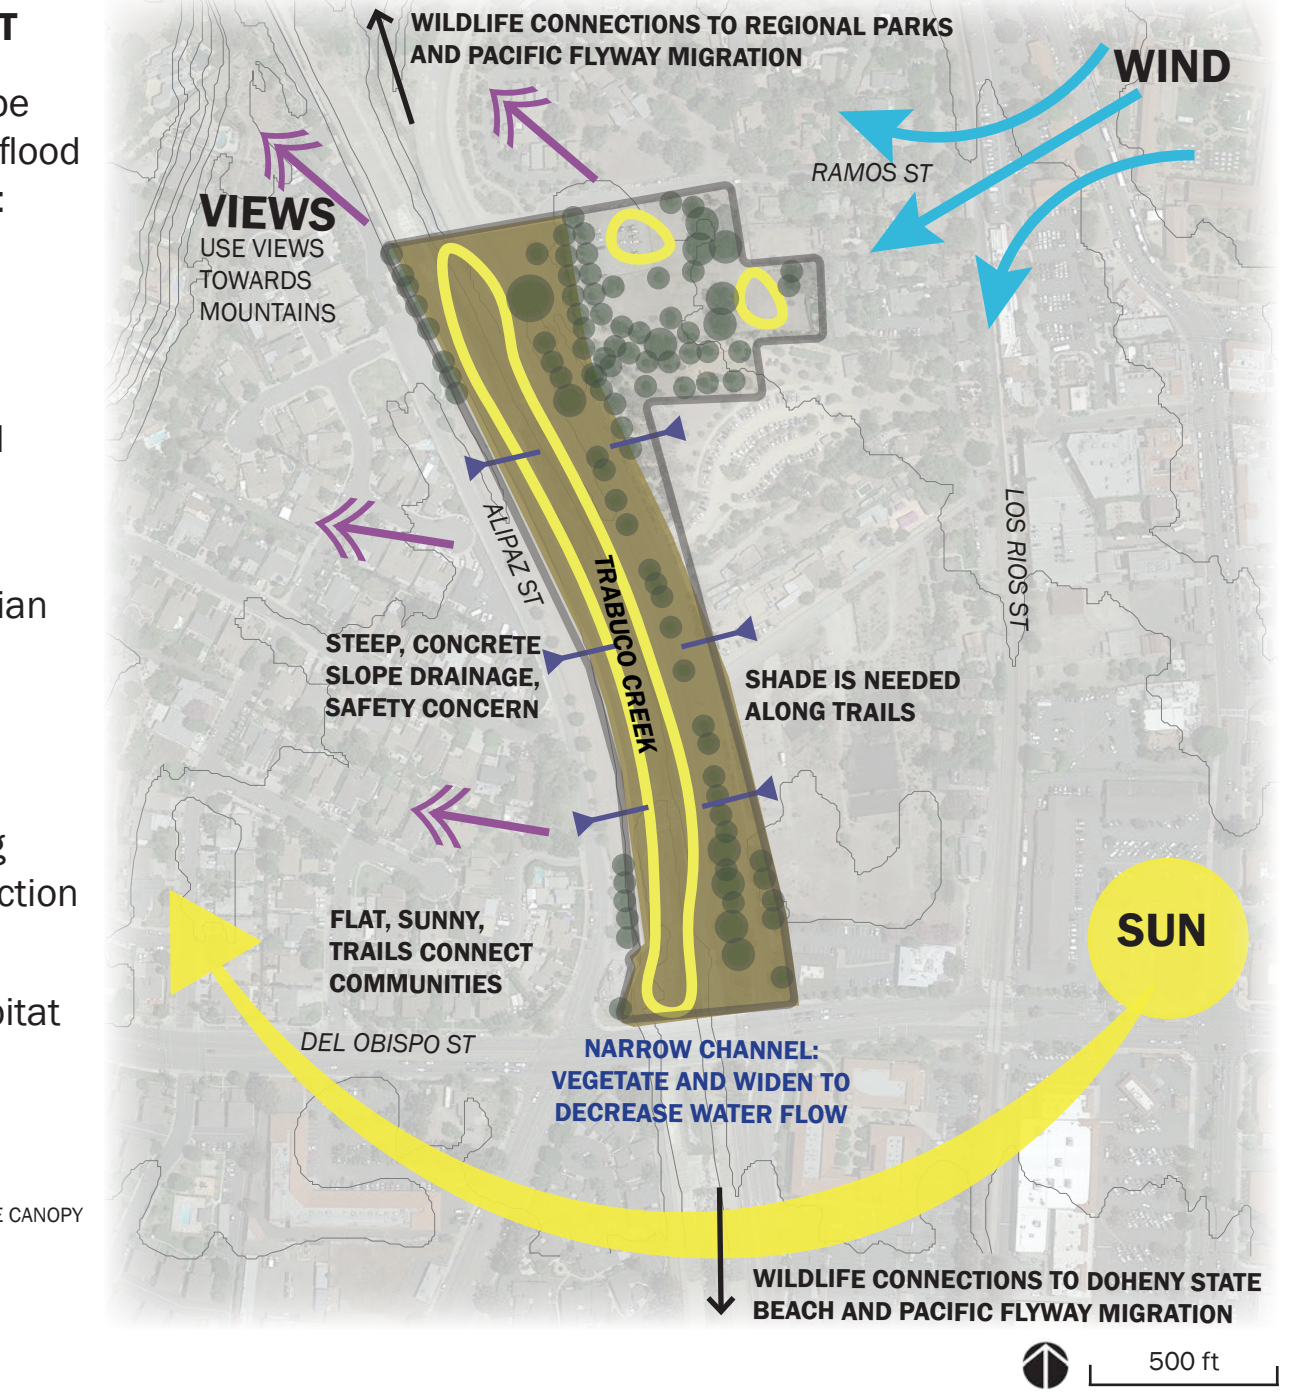 T
be
flood
:
l
ian
g
ction
bitat
E CANOPY
WILDLIFE CONNECTIONS TO REGIONAL PARKS
AND PACIFIC FLYWAY MIGRATION
WIND
RAMOS ST
VIEWS
USE VIEWS
TOWARDS
MOUNTAINS
ALIPAZ ST
LOS RIOS ST
TRABUCO CREEK
STEEP, CONCRETE
SLOPE DRAINAGE,
SAFETY CONCERN
SHADE IS NEEDED
ALONG TRAILS
FLAT, SUNNY,
TRAILS CONNECT
COMMUNITIES
SUN
DEL OBISPO ST
NARROW CHANNEL:
VEGETATE AND WIDEN TO
DECREASE WATER FLOW
WILDLIFE CONNECTIONS TO DOHENY STATE
BEACH AND PACIFIC FLYWAY MIGRATION
500 ft